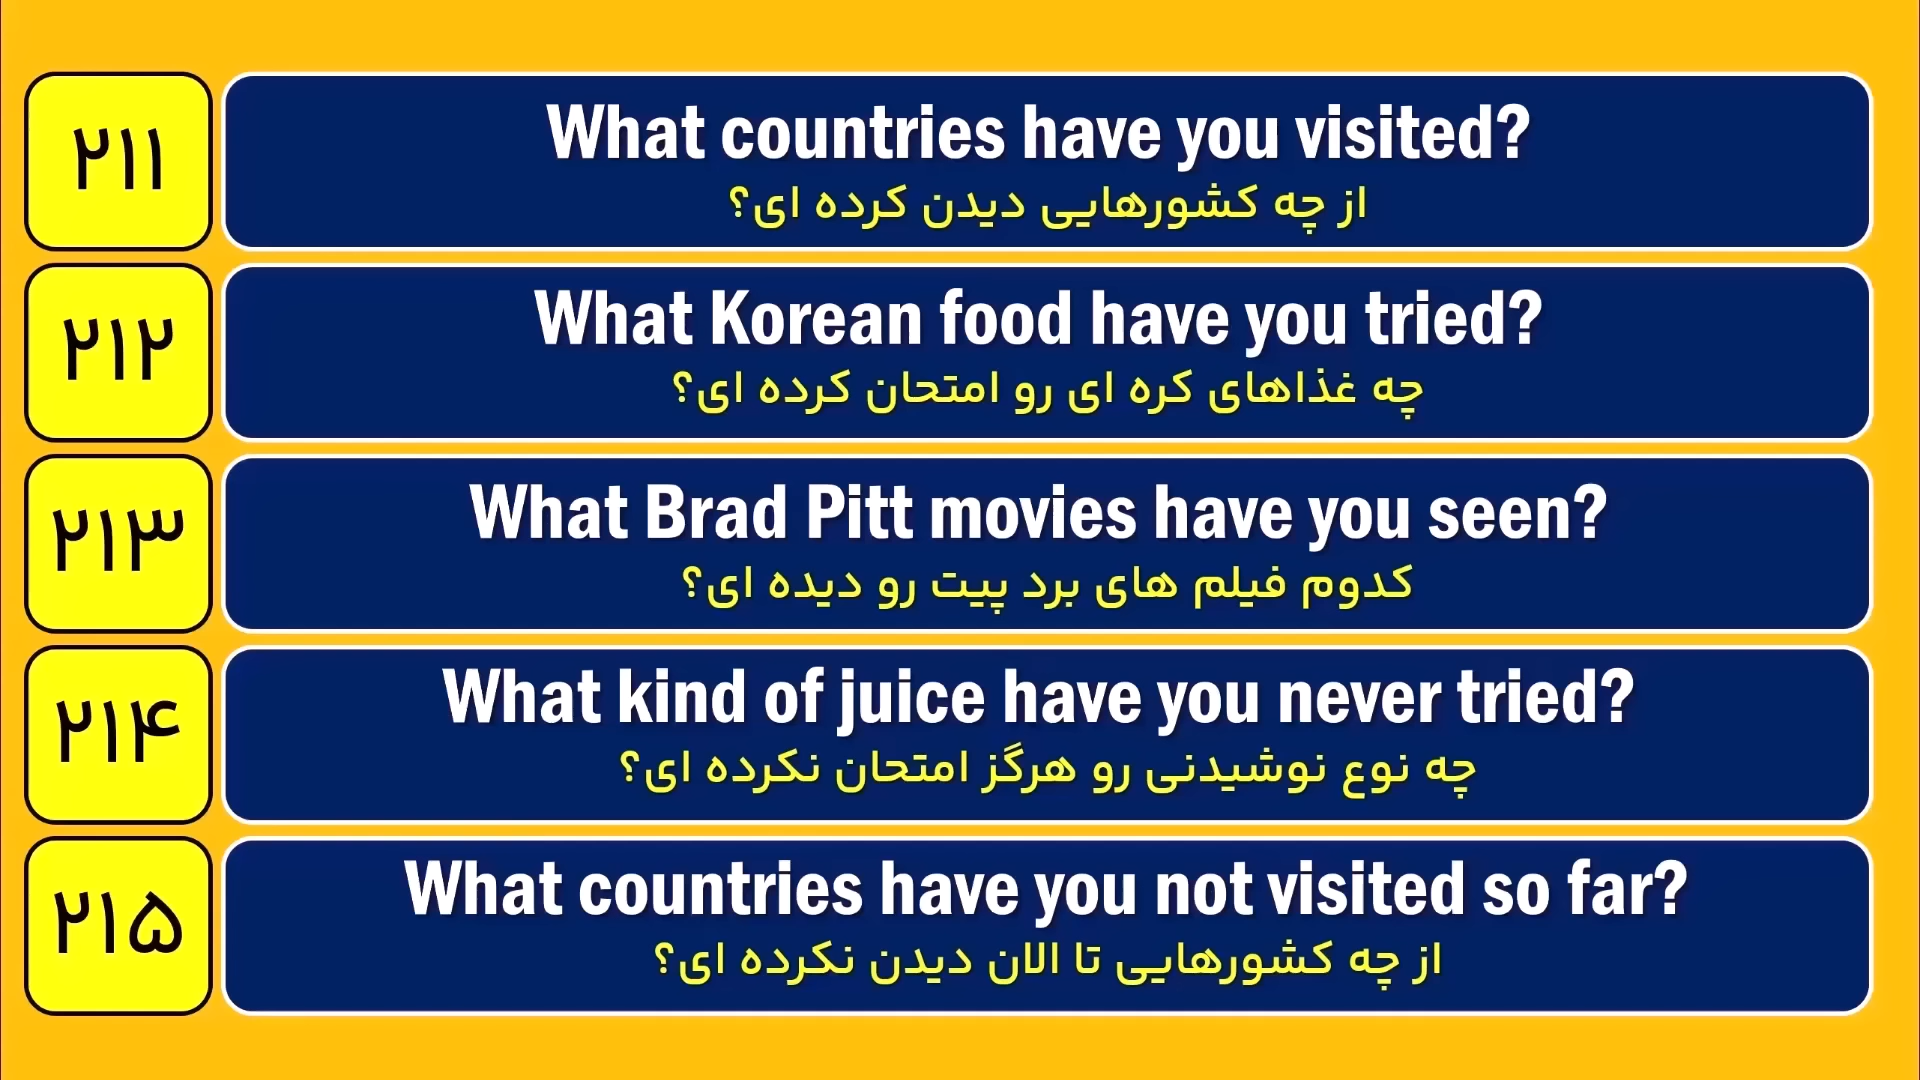 ۲۱۱
What countries have you visited?
از چه کشورهایی دیدن کرده ای؟
۲۱۲
What Korean food have you tried?
چه غذاهای کره ای رو امتحان کرده ای؟
۲۱۳
What Brad Pitt movies have you seen?
کدوم فیلم های برد پیت رو دیده ای؟
۲۱۴
What kind of juice have you never tried?
چه نوع نوشیدنی رو هرگز امتحان نکرده ای؟
۲۱۵
What countries have you not visited so far?
از چه کشورهایی تا الان دیدن نکرده ای؟